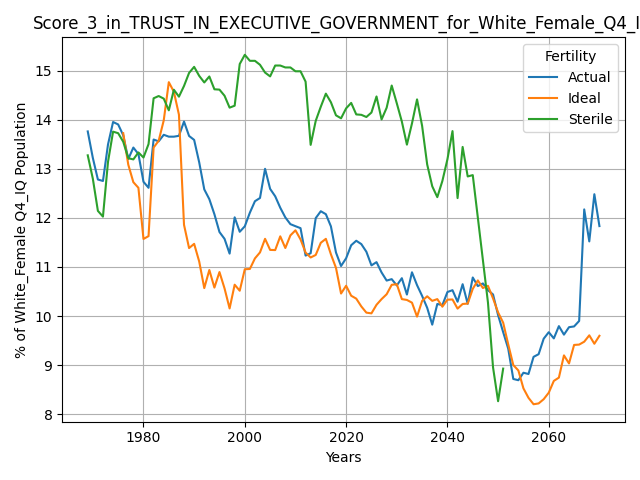 Score_3_in_TRUST_IN_EXECUTIVE_GOVERNMENT_for_White_Female_Q4_I
Fertility
Actual
Ideal
Sterile
% of White_Female Q4_IQ Population
15
14
13
12
11
10
9
8
1980
2000
2020
2040
2060
Years